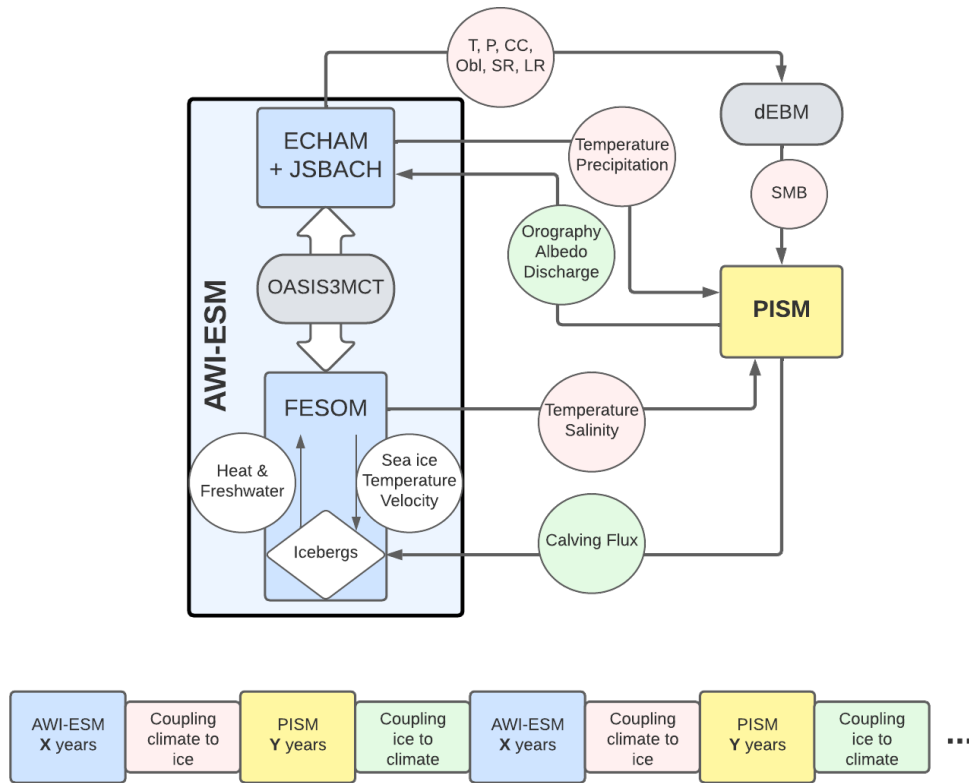 T, P, CC,
Obl, SR, LR
dEBM
ECHAM
+ JSBACH
Temperature
Precipitation
SMB
Orography
Albedo
Discharge
OASIS3MCT
PISM
AWI-ESM
FESOM
Temperature
Salinity
Heat &
Freshwater
Sea ice
Temperature
Velocity
Icebergs
Calving Flux
AWI-ESM
X years
Coupling
climate to
ice
PISM
Y years
Coupling
ice to
climate
AWI-ESM
X years
Coupling
climate to
ice
PISM
Y years
Coupling
ice to
climate
...